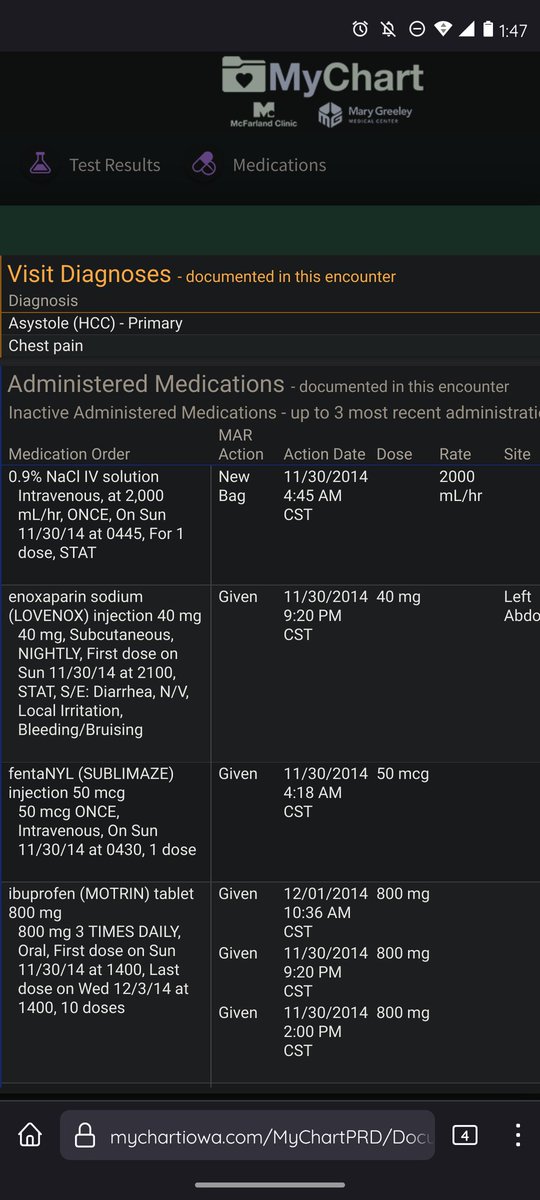 1:47
MyChart
McFarland Clinic
Mary Greeley
MEDICAL CENTER
Test Results
Medications
Visit Diagnoses - documented in this encounter
Diagnosis
Asystole (HCC) - Primary
Chest pain
Administered Medications - documented in this encounter
Inactive Administered Medications - up to 3 most recent administrati
MAR
Medication Order Action Action Date Dose Rate Site
0.9% NaCl IV solution New 11/30/2014 2000
Intravenous, at 2,000 Bag 4:45 AM mL/hr
mL/hr, ONCE, On Sun CST
11/30/14 at 0445, For 1
dose, STAT
enoxaparin sodium Given 11/30/2014 40 mg Left
(LOVENOX) injection 40 mg 9:20 PM Abdo
40 mg, Subcutaneous, CST
NIGHTLY, First dose on
Sun 11/30/14 at 2100,
STAT, S/E: Diarrhea, N/V,
Local Irritation,
Bleeding/Bruising
fentaNYL (SUBLIMAZE) Given 11/30/2014 50 mcg
injection 50 mcg 4:18 AM
50 mcg ONCE, CST
Intravenous, On Sun
11/30/14 at 0430, 1 dose
ibuprofen (MOTRIN) tablet Given 12/01/2014 800 mg
800 mg 10:36 AM
800 mg 3 TIMES DAILY, CST
Oral, First dose on Sun Given 11/30/2014 800 mg
11/30/14 at 1400, Last 9:20 PM
dose on Wed 12/3/14 at CST
1400, 10 doses Given 11/30/2014 800 mg
2:00 PM
CST
mychartiowa.com/MyChartPRD/Docu
4